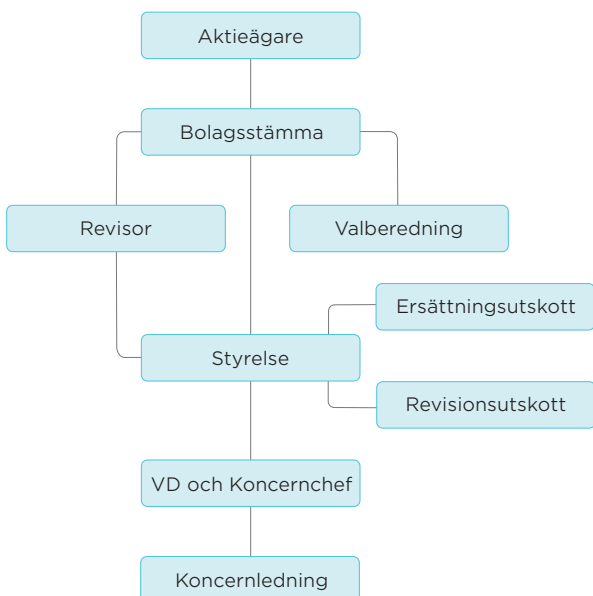 Aktieägare
Bolagsstämma
Revisor
Valberedning
Ersättningsutskott
Styrelse
Revisionsutskott
VD och Koncernchef
Koncernledning